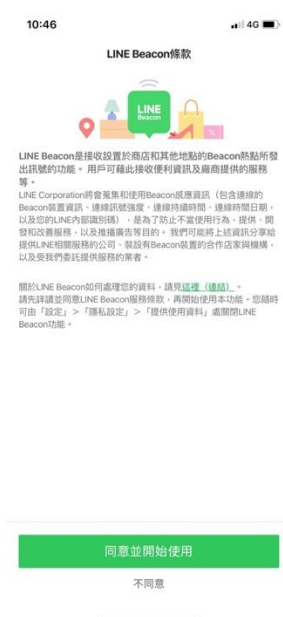 10:46
4G
LINE Beacon條款
LINE
Beacon
%
LINE Beacon是接收設置於商店和其他地點的Beacon熱點所發
出訊號的功能。用戶可藉此接收便利資訊及廠商提供的服務
等。
LINE Corporation將會蒐集和使用Beacon感應資訊（包含連線的
Beacon裝置資訊、連線訊號強度、連線持續時間、連線時間日期，
以及您的LINE內部識別碼），是為了防止不當使用行為，提供、開
發和改善服務，以及推播廣告等目的。 我們可能將上述資訊分享給
提供LINE相關服務的公司、裝設有Beacon裝置的合作店家與機構，
以及受我們委託提供服務的業者。
關於LINE Beacon如何處理您的資料，請見這裡（連結）。
請先詳讀並同意LINE Beacon服務條款，再開始使用本功能。您隨時
可由「設定」＞「隱私設定」＞「提供使用資料」處關閉LINE
Beacon功能。
同意並開始使用
不同意